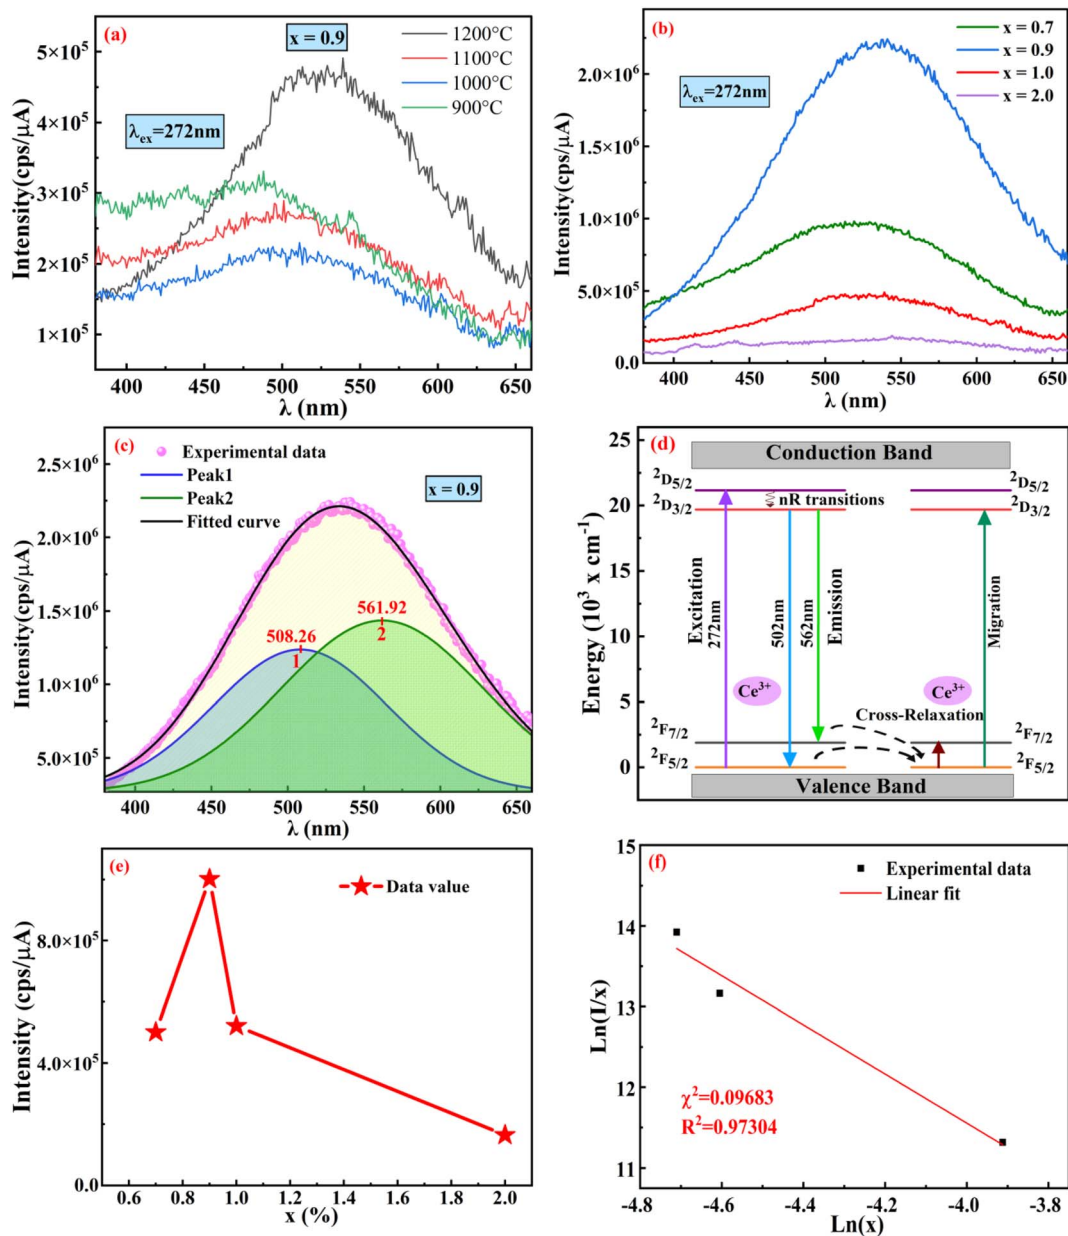 (a)
x = 0.9
λex=272nm
1200°C
1100°C
1000°C
900°C
Intensity(cps/μA)
5×10⁵
4×10⁵
3×10⁵
2×10⁵
1×10⁵
400 450 500 550 600 650
λ (nm)
(b)
λex=272nm
x = 0.7
x = 0.9
x = 1.0
x = 2.0
Intensity(cps/μA)
2.0×10⁶
1.5×10⁶
1.0×10⁶
5.0×10⁵
0.0
400 450 500 550 600 650
λ (nm)
(c)
Experimental data
Peak1
Peak2
Fitted curve
x = 0.9
508.26
1
561.92
2
Intensity(cps/μA)
2.5×10⁶
2.0×10⁶
1.5×10⁶
1.0×10⁶
5.0×10⁵
400 450 500 550 600 650
λ (nm)
(d)
Conduction Band
²D5/2
²D3/2
nR transitions
²D5/2
²D3/2
Excitation
272nm
502nm
562nm
Emission
Migration
Ce³⁺
Ce³⁺
Cross-Relaxation
²F7/2
²F5/2
²F7/2
²F5/2
Valence Band
Energy (10³ x cm⁻¹)
25
20
15
10
5
0
(e)
Data value
Intensity (cps/μA)
8.0×10⁵
4.0×10⁵
0.0
0.6 0.8 1.0 1.2 1.4 1.6 1.8 2.0
x (%)
(f)
Experimental data
Linear fit
χ²=0.09683
R²=0.97304
Ln(I/x)
15
14
13
12
11
-4.8 -4.6 -4.4 -4.2 -4.0 -3.8
Ln(x)